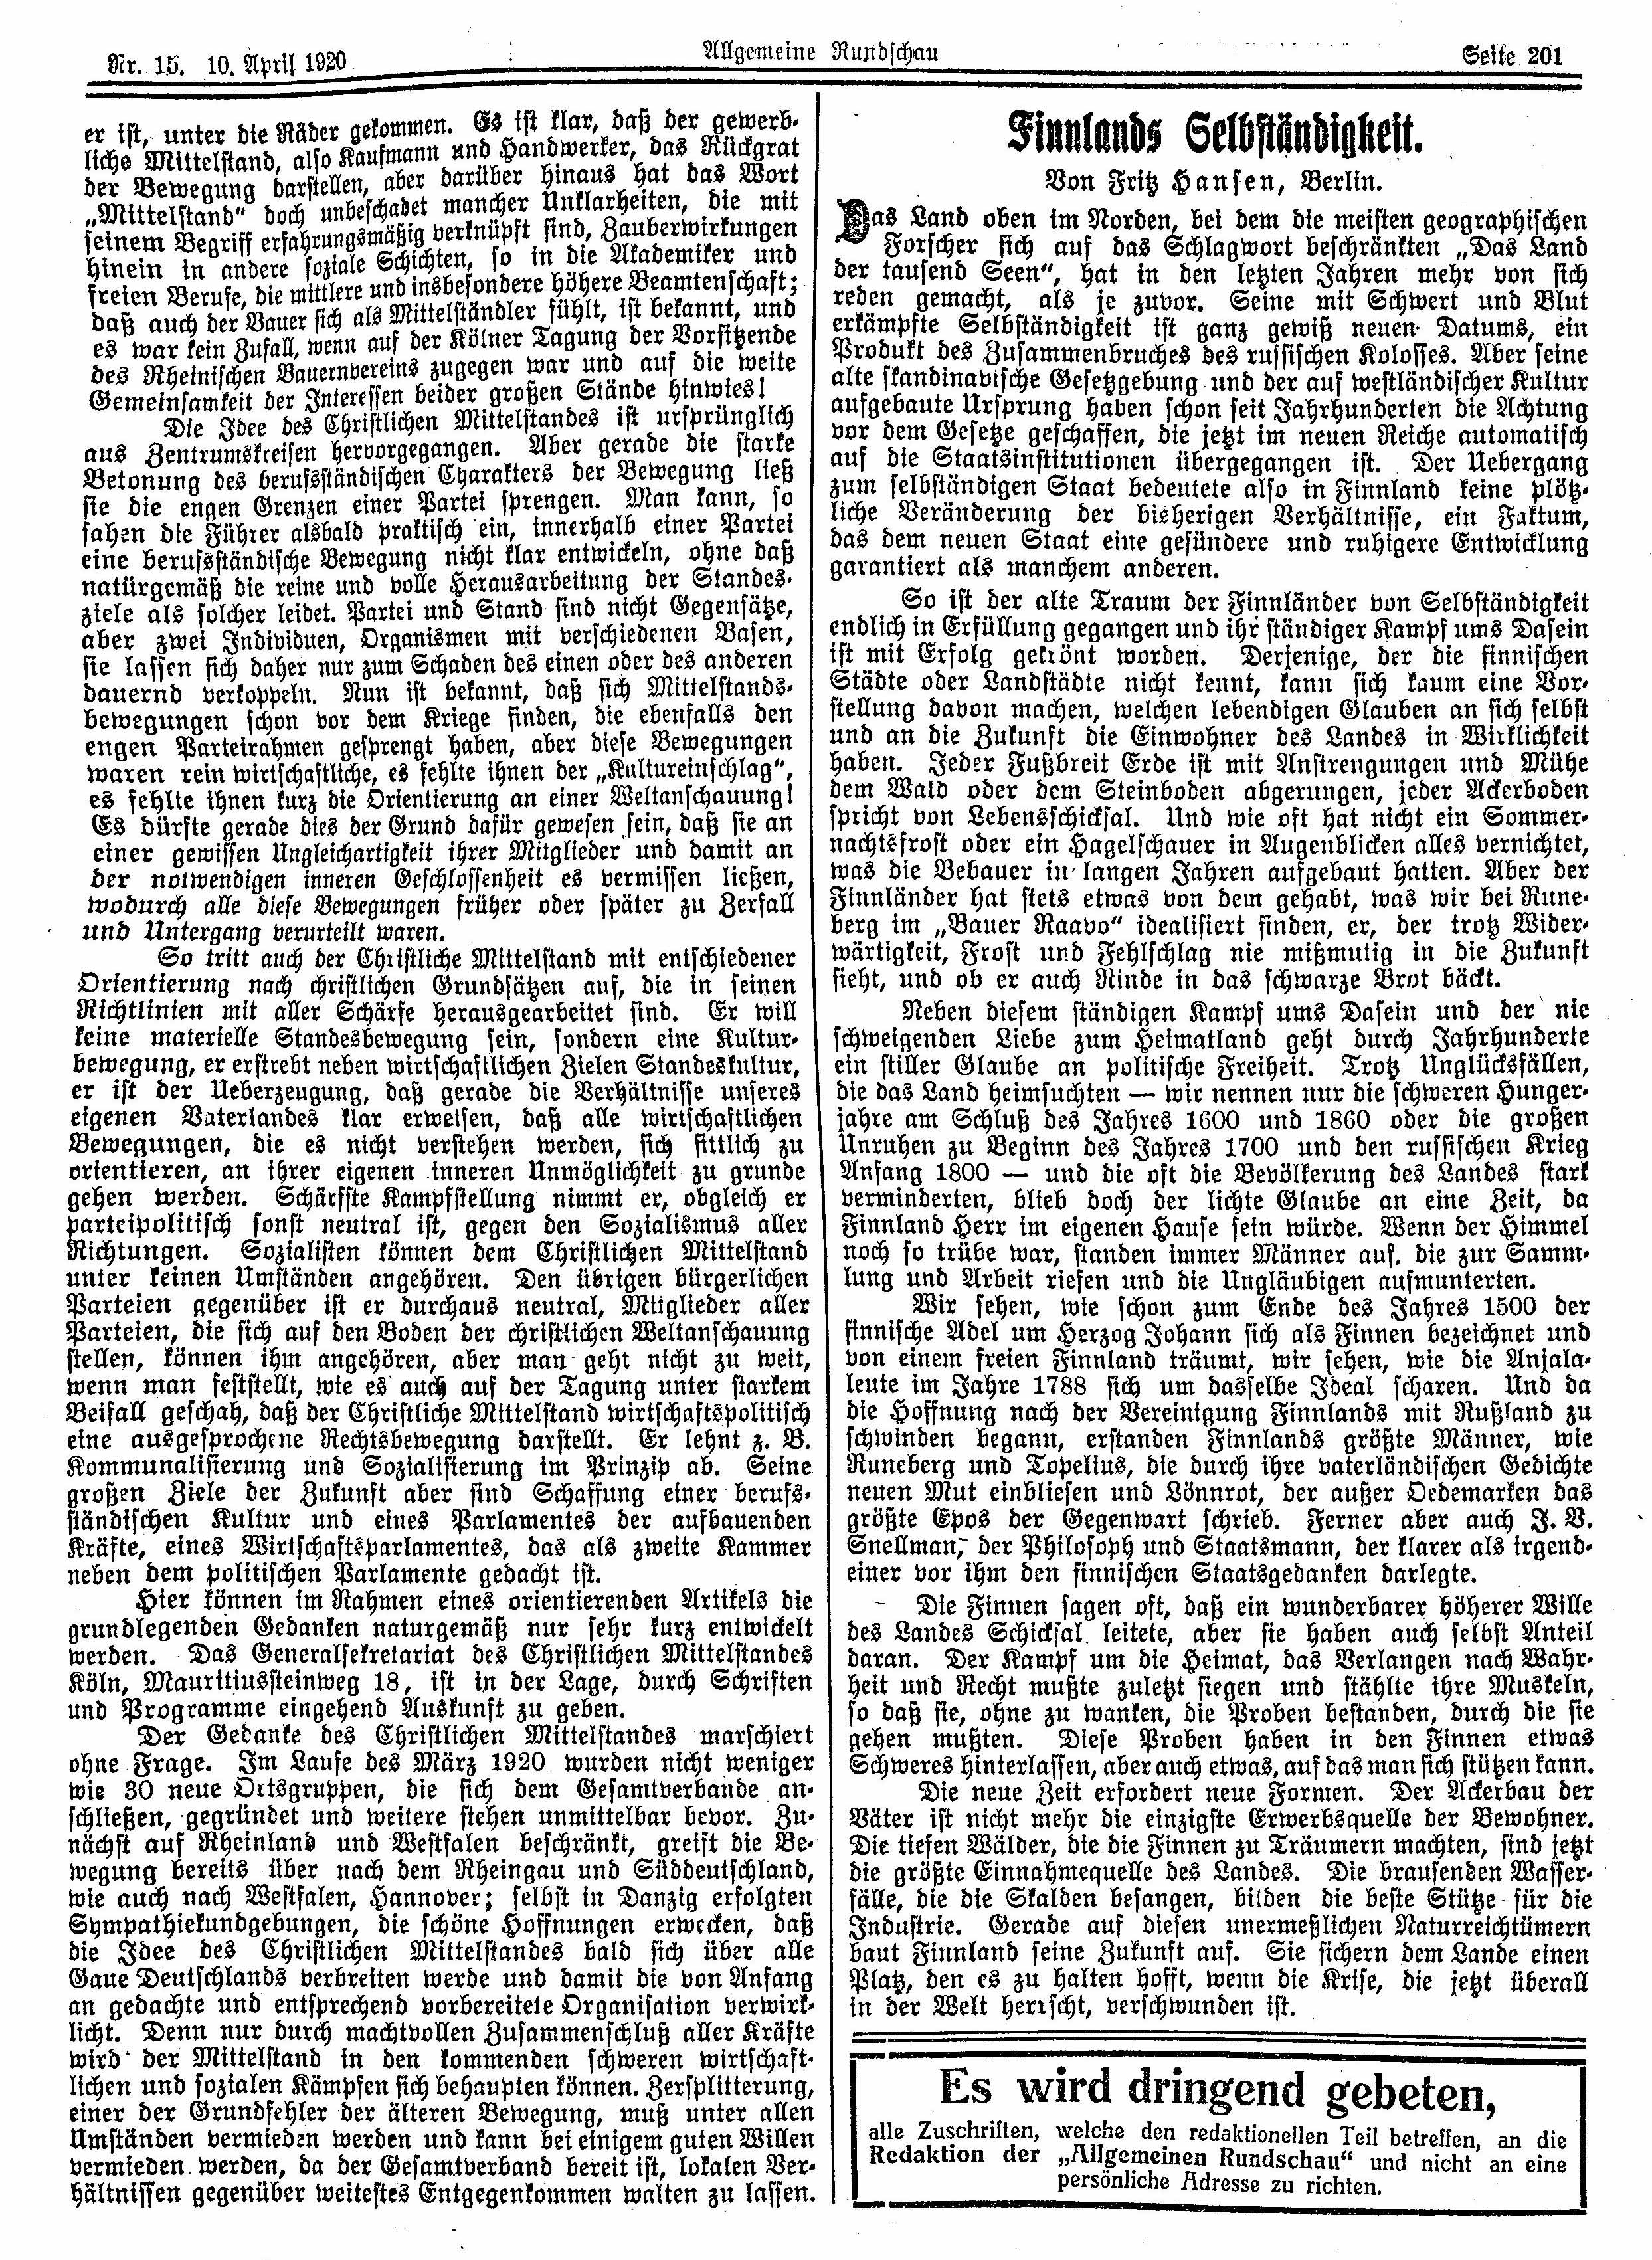 Nr. 15. 10. April 1920
Allgemeine Rundschau
Seite 201
er ist, unter die Räder gekommen. Es ist klar, daß der gewerb-
liche Mittelstand, also Kaufmann und Handwerker, das Rückgrat
der Bewegung darstellen, aber darüber hinaus hat das Wort
„Mittelstand“ doch unbeschadet mancher Unklarheiten, die mit
seinem Begriff erfahrungsmäßig verknüpft sind, Zauberwirkungen
hinein in andere soziale Schichten, so in die Akademiker und
freien Berufe, die mittlere und insbesondere höhere Beamtenschaft;
daß auch der Bauer sich als Mittelständler fühlt, ist bekannt, und
es war kein Zufall, wenn auf der Kölner Tagung der Vorsitzende
des Rheinischen Bauernvereins zugegen war und auf die weite
Gemeinsamkeit der Interessen beider großen Stände hinwies!
Die Idee des Christlichen Mittelstandes ist ursprünglich
aus Zentrumskreisen hervorgegangen. Aber gerade die starke
Betonung des berufsständischen Charakters der Bewegung ließ
sie die engen Grenzen einer Partei sprengen. Man kann, so
sahen die Führer alsbald praktisch ein, innerhalb einer Partei
eine berufsständische Bewegung nicht klar entwickeln, ohne daß
natürgemäß die reine und volle Herausarbeitung der Standes-
ziele als solcher leidet. Partei und Stand sind nicht Gegensätze,
aber zwei Individuen, Organismen mit verschiedenen Basen,
sie lassen sich daher nur zum Schaden des einen oder des anderen
dauernd verkoppeln. Nun ist bekannt, daß sich Mittelstands-
bewegungen schon vor dem Kriege finden, die ebenfalls den
engen Parteirahmen gesprengt haben, aber diese Bewegungen
waren rein wirtschaftliche, es fehlte ihnen der „Kultureinschlag“,
es fehlte ihnen kurz die Orientierung an einer Weltanschauung!
Es dürfte gerade dies der Grund dafür gewesen sein, daß sie an
einer gewissen Ungleichartigkeit ihrer Mitglieder und damit an
der notwendigen inneren Geschlossenheit es vermissen ließen,
wodurch alle diese Bewegungen früher oder später zu Zerfall
und Untergang verurteilt waren.
So tritt auch der Christliche Mittelstand mit entschiedener
Orientierung nach christlichen Grundsätzen auf, die in seinen
Richtlinien mit aller Schärfe herausgearbeitet sind. Er will
keine materielle Standesbewegung sein, sondern eine Kultur-
bewegung, er erstrebt neben wirtschaftlichen Zielen Standeskultur,
er ist der Ueberzeugung, daß gerade die Verhältnisse unseres
eigenen Vaterlandes klar erweisen, daß alle wirtschaftlichen
Bewegungen, die es nicht verstehen werden, sich sittlich zu
orientieren, an ihrer eigenen inneren Unmöglichkeit zu grunde
gehen werden. Schärfste Kampfstellung nimmt er, obgleich er
parteipolitisch sonst neutral ist, gegen den Sozialismus aller
Richtungen. Sozialisten können dem Christlichen Mittelstand
unter keinen Umständen angehören. Den übrigen bürgerlichen
Parteien gegenüber ist er durchaus neutral, Mitglieder aller
Parteien, die sich auf den Boden der christlichen Weltanschauung
stellen, können ihm angehören, aber man geht nicht zu weit,
wenn man feststellt, wie es auch auf der Tagung unter starkem
Beifall geschah, daß der Christliche Mittelstand wirtschaftspolitisch
eine ausgesprochene Rechtsbewegung darstellt. Er lehnt z. B.
Kommunalisierung und Sozialisierung im Prinzip ab. Seine
großen Ziele der Zukunft aber sind Schaffung einer berufs-
ständischen Kultur und eines Parlamentes der aufbauenden
Kräfte, eines Wirtschaftsparlamentes, das als zweite Kammer
neben dem politischen Parlamente gedacht ist.
Hier können im Rahmen eines orientierenden Artikels die
grundlegenden Gedanken naturgemäß nur sehr kurz entwickelt
werden. Das Generalsekretariat des Christlichen Mittelstandes
Köln, Mauritiussteinweg 18, ist in der Lage, durch Schriften
und Programme eingehend Auskunft zu geben.
Der Gedanke des Christlichen Mittelstandes marschiert
ohne Frage. Im Laufe des März 1920 wurden nicht weniger
wie 30 neue Ortsgruppen, die sich dem Gesamtverbande an-
schließen, gegründet und weitere stehen unmittelbar bevor. Zu-
nächst auf Rheinland und Westfalen beschränkt, greift die Be-
wegung bereits über nach dem Rheingau und Süddeutschland,
wie auch nach Westfalen, Hannover; selbst in Danzig erfolgten
Sympathiekundgebungen, die schöne Hoffnungen erwecken, daß
die Idee des Christlichen Mittelstandes bald sich über alle
Gaue Deutschlands verbreiten werde und damit die von Anfang
an gedachte und entsprechend vorbereitete Organisation verwirk-
licht. Denn nur durch machtvollen Zusammenschluß aller Kräfte
wird der Mittelstand in den kommenden schweren wirtschaft-
lichen und sozialen Kämpfen sich behaupten können. Zersplitterung,
einer der Grundfehler der älteren Bewegung, muß unter allen
Umständen vermieden werden und kann bei einigem guten Willen
vermieden werden, da der Gesamtverband bereit ist, lokalen Ver-
hältnissen gegenüber weitestes Entgegenkommen walten zu lassen.
Finnlands Selbständigkeit.
Von Fritz Hansen, Berlin.
Das Land oben im Norden, bei dem die meisten geographischen
Forscher sich auf das Schlagwort beschränkten „Das Land
der tausend Seen“, hat in den letzten Jahren mehr von sich
reden gemacht, als je zuvor. Seine mit Schwert und Blut
erkämpfte Selbständigkeit ist ganz gewiß neuen Datums, ein
Produkt des Zusammenbruches des russischen Kolosses. Aber seine
alte skandinavische Gesetzgebung und der auf westländischer Kultur
aufgebaute Ursprung haben schon seit Jahrhunderten die Achtung
vor dem Gesetze geschaffen, die jetzt im neuen Reiche automatisch
auf die Staatsinstitutionen übergegangen ist. Der Uebergang
zum selbständigen Staat bedeutete also in Finnland keine plötz-
liche Veränderung der bisherigen Verhältnisse, ein Faktum,
das dem neuen Staat eine gesündere und ruhigere Entwicklung
garantiert als manchem anderen.
So ist der alte Traum der Finnländer von Selbständigkeit
endlich in Erfüllung gegangen und ihr ständiger Kampf ums Dasein
ist mit Erfolg gekrönt worden. Derjenige, der die finnischen
Städte oder Landstädte nicht kennt, kann sich kaum eine Vor-
stellung davon machen, welchen lebendigen Glauben an sich selbst
und an die Zukunft die Einwohner des Landes in Wirklichkeit
haben. Jeder Fußbreit Erde ist mit Anstrengungen und Mühe
dem Wald oder dem Steinboden abgerungen, jeder Ackerboden
spricht von Lebensschicksal. Und wie oft hat nicht ein Sommer-
nachtsfrost oder ein Hagelschauer in Augenblicken alles vernichtet,
was die Bebauer in langen Jahren aufgebaut hatten. Aber der
Finnländer hat stets etwas von dem gehabt, was wir bei Rune-
berg im „Bauer Raavo“ idealisiert finden, er, der trotz Wider-
wärtigkeit, Frost und Fehlschlag nie mißmutig in die Zukunft
sieht, und ob er auch Rinde in das schwarze Brot bäckt.
Neben diesem ständigen Kampf ums Dasein und der nie
schweigenden Liebe zum Heimatland geht durch Jahrhunderte
ein stiller Glaube an politische Freiheit. Trotz Unglücksfällen,
die das Land heimsuchten — wir nennen nur die schweren Hunger-
jahre am Schluß des Jahres 1600 und 1860 oder die großen
Unruhen zu Beginn des Jahres 1700 und den russischen Krieg
Anfang 1800 — und die oft die Bevölkerung des Landes stark
verminderten, blieb doch der lichte Glaube an eine Zeit, da
Finnland Herr im eigenen Hause sein würde. Wenn der Himmel
noch so trübe war, standen immer Männer auf, die zur Samm-
lung und Arbeit riefen und die Ungläubigen aufmunterten.
Wir sehen, wie schon zum Ende des Jahres 1500 der
finnische Adel um Herzog Johann sich als Finnen bezeichnet und
von einem freien Finnland träumt, wir sehen, wie die Anjala-
leute im Jahre 1788 sich um dasselbe Ideal scharen. Und da
die Hoffnung nach der Vereinigung Finnlands mit Rußland zu
schwinden begann, erstanden Finnlands größte Männer, wie
Runeberg und Topelius, die durch ihre vaterländischen Gedichte
neuen Mut einbliesen und Lönnrot, der außer Oedemarken das
größte Epos der Gegenwart schrieb. Ferner aber auch J. V.
Snellman, der Philosoph und Staatsmann, der klarer als irgend-
einer vor ihm den finnischen Staatsgedanken darlegte.
Die Finnen sagen oft, daß ein wunderbarer höherer Wille
des Landes Schicksal leitete, aber sie haben auch selbst Anteil
daran. Der Kampf um die Heimat, das Verlangen nach Wahr-
heit und Recht mußte zuletzt siegen und stählte ihre Muskeln,
so daß sie, ohne zu wanken, die Proben bestanden, durch die sie
gehen mußten. Diese Proben haben in den Finnen etwas
Schweres hinterlassen, aber auch etwas, auf das man sich stützen kann.
Die neue Zeit erfordert neue Formen. Der Ackerbau der
Väter ist nicht mehr die einzigste Erwerbsquelle der Bewohner.
Die tiefen Wälder, die die Finnen zu Träumern machten, sind jetzt
die größte Einnahmequelle des Landes. Die brausenden Wasser-
fälle, die die Skalden besangen, bilden die beste Stütze für die
Industrie. Gerade auf diesen unermeßlichen Naturreichtümern
baut Finnland seine Zukunft auf. Sie sichern dem Lande einen
Platz, den es zu halten hofft, wenn die Krise, die jetzt überall
in der Welt herrscht, verschwunden ist.
Es wird dringend gebeten,
alle Zuschriften, welche den redaktionellen Teil betreffen, an die
Redaktion der „Allgemeinen Rundschau“ und nicht an eine
persönliche Adresse zu richten.